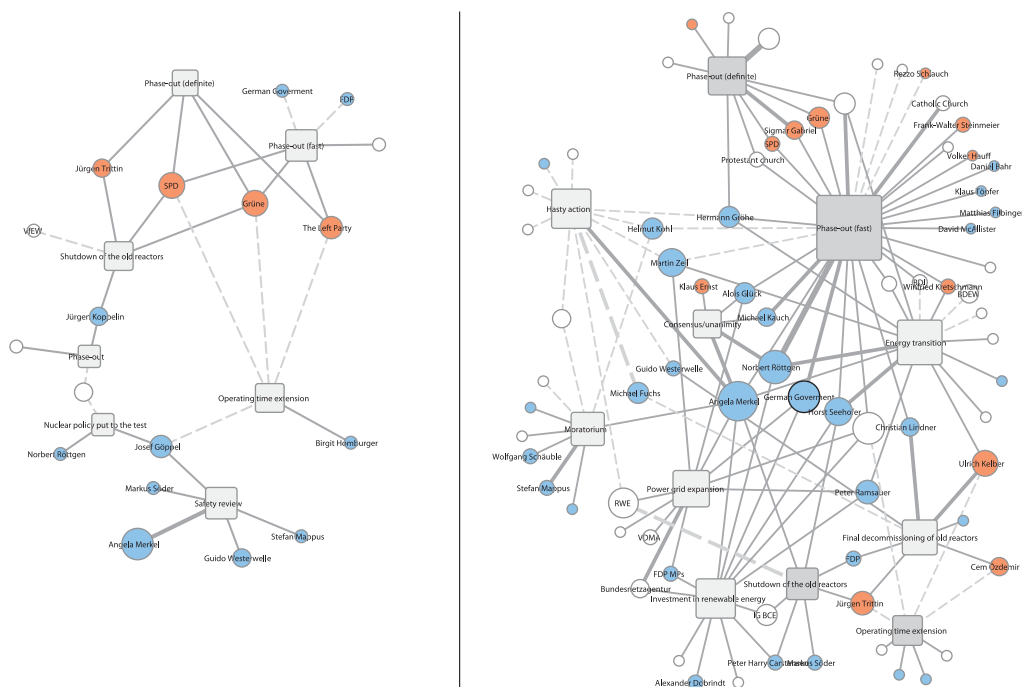 Phase-out (definite)
German Goverment
FDP
Phase-out (fast)
Jürgen Trittin
SPD
Grüne
The Left Party
VfEW
Shutdown of the old reactors
Jürgen Koppelin
Phase-out
Operating time extension
Nuclear policy put to the test
Norbert Röttgen
Josef Göppel
Birgit Homburger
Markus Söder
Safety review
Angela Merkel
Stefan Mappus
Guido Westerwelle
Phase-out (definite)
Rezzo Schlauch
Catholic Church
Grüne
Sigmar Gabriel
Frank-Walter Steinmeier
SPD
Protestant church
Volker Hauff
Daniel Bahr
Klaus Töpfer
Hasty action
Hermann Gröhe
Matthias Filbinger
Helmut Kohl
Phase-out (fast)
David McAllister
Martin Zeil
Klaus Ernst
Alois Glück
BDI
Winfried Kretschmann
BDEW
Consensus/unanimity
Michael Kauch
Energy transition
Guido Westerwelle
Norbert Röttgen
Michael Fuchs
Angela Merkel
German Goverment
Horst Seehofer
Christian Lindner
Moratorium
Wolfgang Schäuble
Ulrich Kelber
Stefan Mappus
Power grid expansion
Peter Ramsauer
RWE
VDMA
Final decommissioning of old reactors
FDP
Cem Özdemir
FDP MPs
Shutdown of the old reactors
Bundesnetzagentur
Investment in renewable energy
Jürgen Trittin
IG BCE
Operating time extension
Peter Harry Carstensen
Markus Söder
Alexander Dobrindt